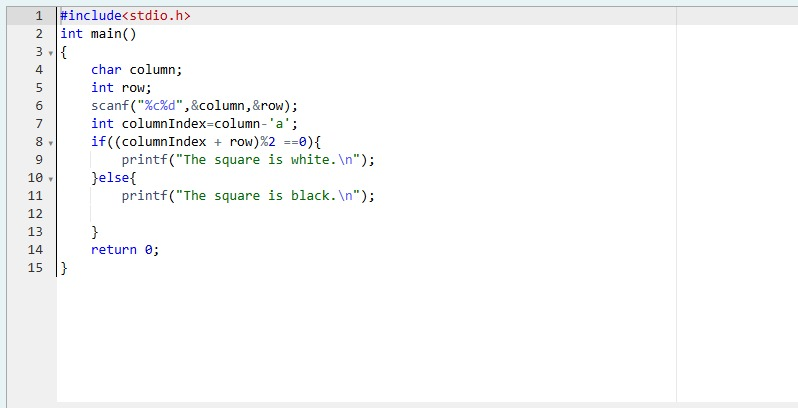 1 #include<stdio.h>
2 int main()
3 {
4     char column;
5     int row;
6     scanf("%c%d",&column,&row);
7     int columnIndex=column-'a';
8     if((columnIndex + row)%2 ==0){
9         printf("The square is white.\n");
10     }else{
11         printf("The square is black.\n");
12
13     }
14     return 0;
15 }